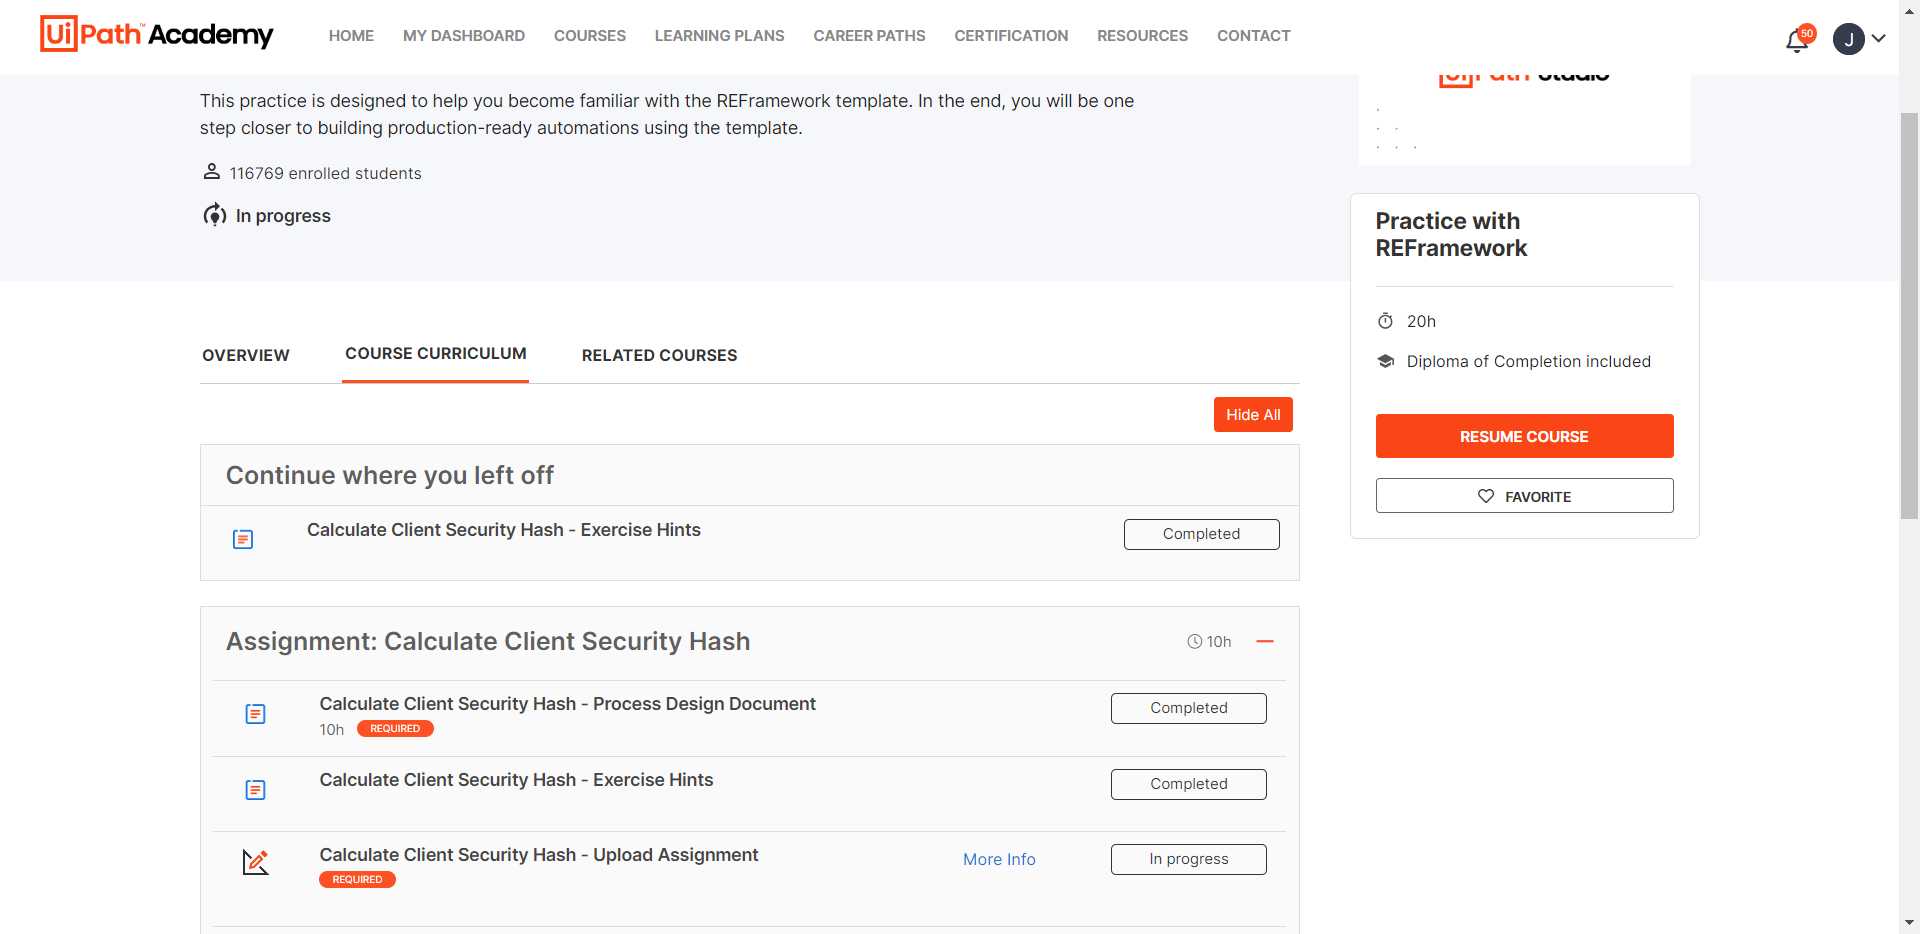 UiPath™ Academy
HOME MY DASHBOARD COURSES LEARNING PLANS CAREER PATHS CERTIFICATION RESOURCES CONTACT
50
J
UiPath Studio
This practice is designed to help you become familiar with the REFramework template. In the end, you will be one
step closer to building production-ready automations using the template.
116769 enrolled students
In progress
Practice with
REFramework
20h
Diploma of Completion included
RESUME COURSE
FAVORITE
OVERVIEW COURSE CURRICULUM RELATED COURSES
Hide All
Continue where you left off
Calculate Client Security Hash - Exercise Hints Completed
Assignment: Calculate Client Security Hash 10h
Calculate Client Security Hash - Process Design Document Completed
10h REQUIRED
Calculate Client Security Hash - Exercise Hints Completed
Calculate Client Security Hash - Upload Assignment More Info In progress
REQUIRED